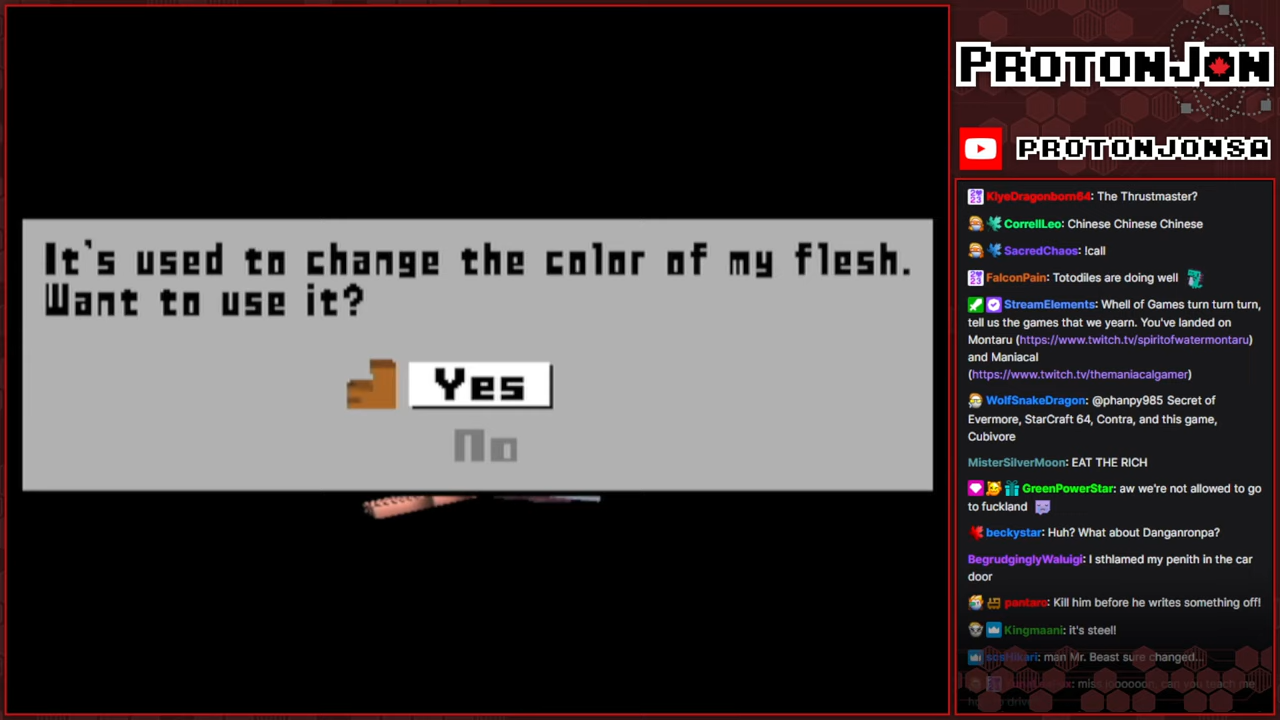 It's used to change the color of my flesh.
Want to use it?
Yes
No
PROTONJON
PROTONJONSA
KlyeDragonborn64: The Thrustmaster?
CorrellLeo: Chinese Chinese Chinese
SacredChaos: !call
FalconPain: Totodiles are doing well
StreamElements: Whell of Games turn turn turn,
tell us the games that we yearn. You've landed on
Montaru (https://www.twitch.tv/spiritofwatermontaru)
and Maniacal
(https://www.twitch.tv/themaniacalgamer)
WolfSnakeDragon: @phanpy985 Secret of
Evermore, StarCraft 64, Contra, and this game,
Cubivore
MisterSilverMoon: EAT THE RICH
GreenPowerStar: aw we're not allowed to go
to fuckland
beckystar: Huh? What about Danganronpa?
BegrudginglyWaluigi: I sthlamed my penith in the car
door
pantaro: Kill him before he writes something off!
Kingmaani: it's steel!
man Mr. Beast sure changed...
can you teach me